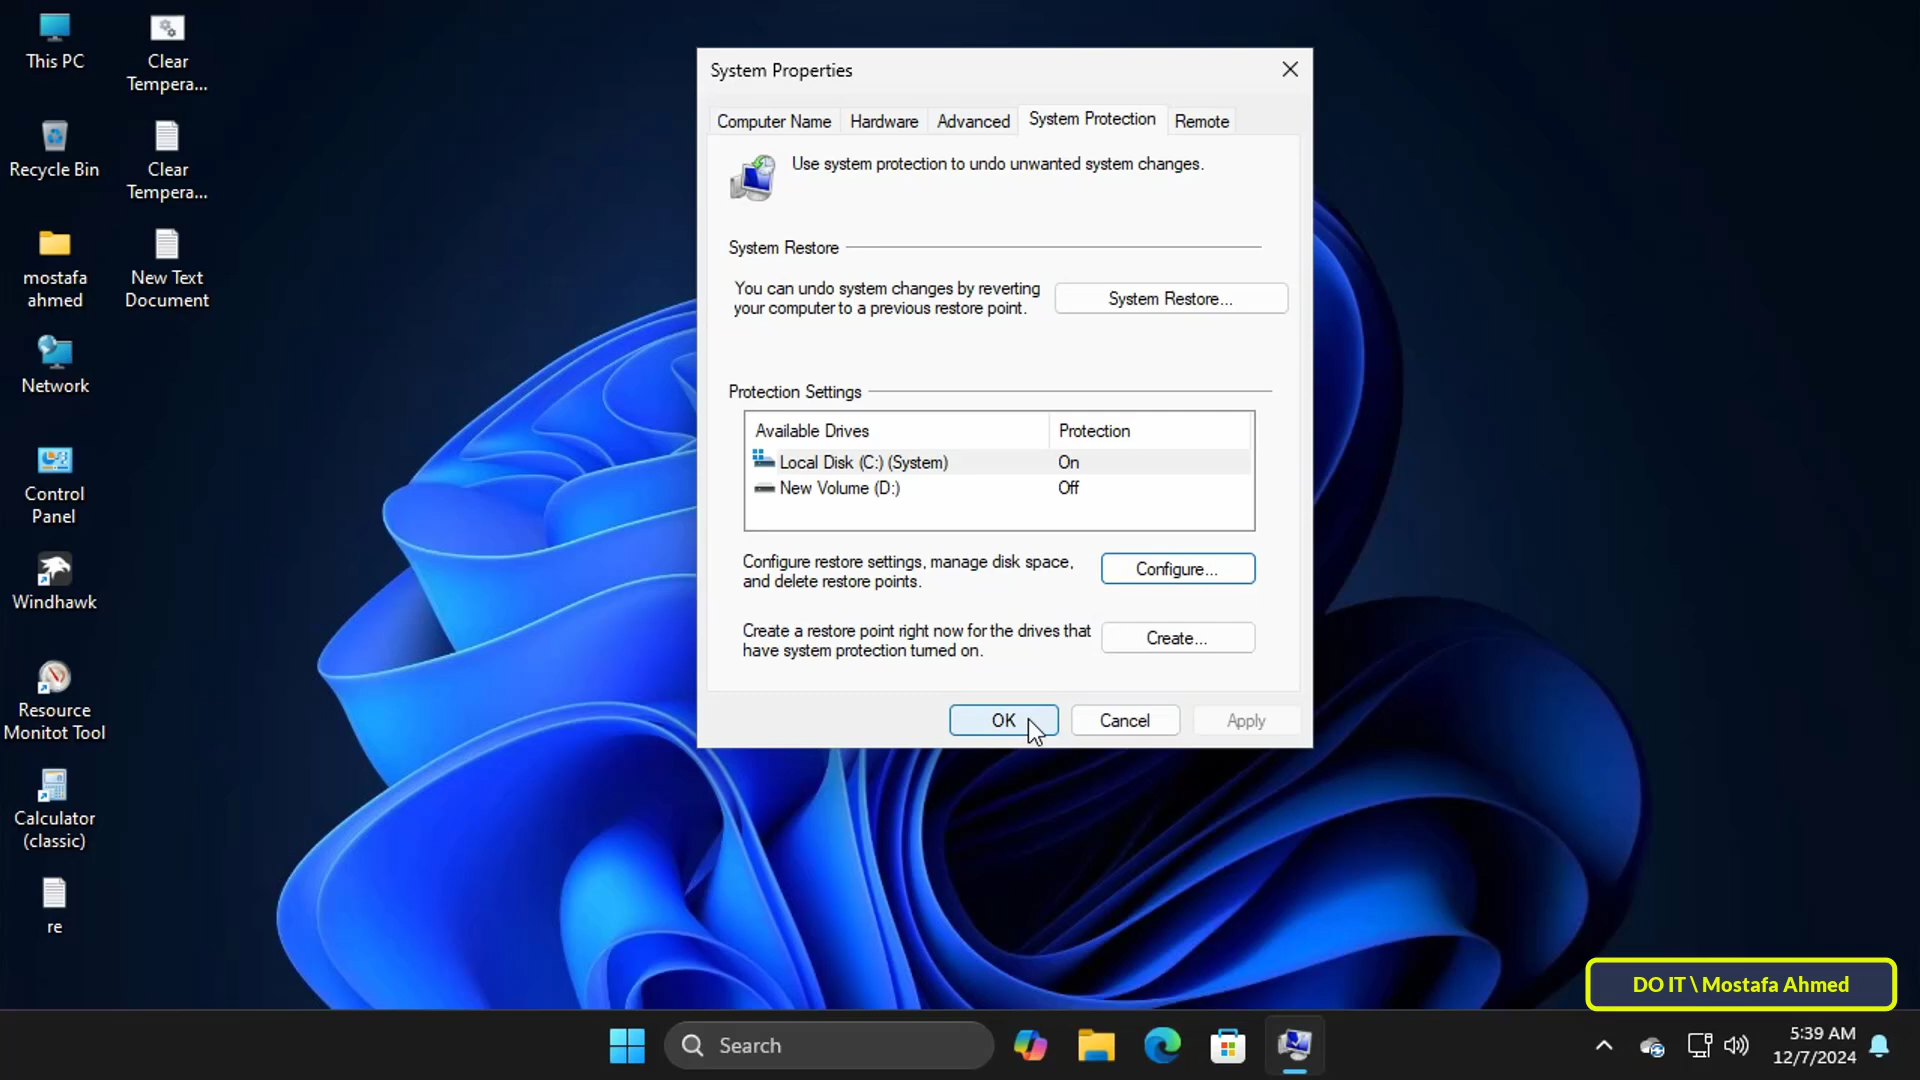 This PC
Clear
Tempera...
Recycle Bin
Clear
Tempera...
mostafa
ahmed
New Text
Document
Network
Control
Panel
Windhawk
Resource
Monitot Tool
Calculator
(classic)
re
System Properties
Computer Name
Hardware
Advanced
System Protection
Remote
Use system protection to undo unwanted system changes.
System Restore
You can undo system changes by reverting
your computer to a previous restore point.
System Restore...
Protection Settings
Available Drives
Protection
Local Disk (C:) (System)
On
New Volume (D:)
Off
Configure restore settings, manage disk space,
and delete restore points.
Configure...
Create a restore point right now for the drives that
have system protection turned on.
Create...
OK
Cancel
Apply
DO IT \ Mostafa Ahmed
Search
5:39 AM
12/7/2024